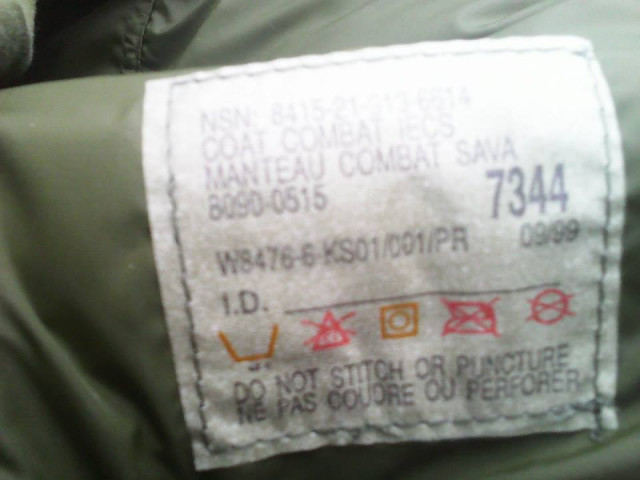 NSN: 8415-21-913-6614
COAT COMBAT IECS
MANTEAU COMBAT SAVA
8090-0515 7344
W8476-6-KS01/001/PR 09/99
I.D.
DO NOT STITCH OR PUNCTURE
NE PAS COUDRE OU PERFORER